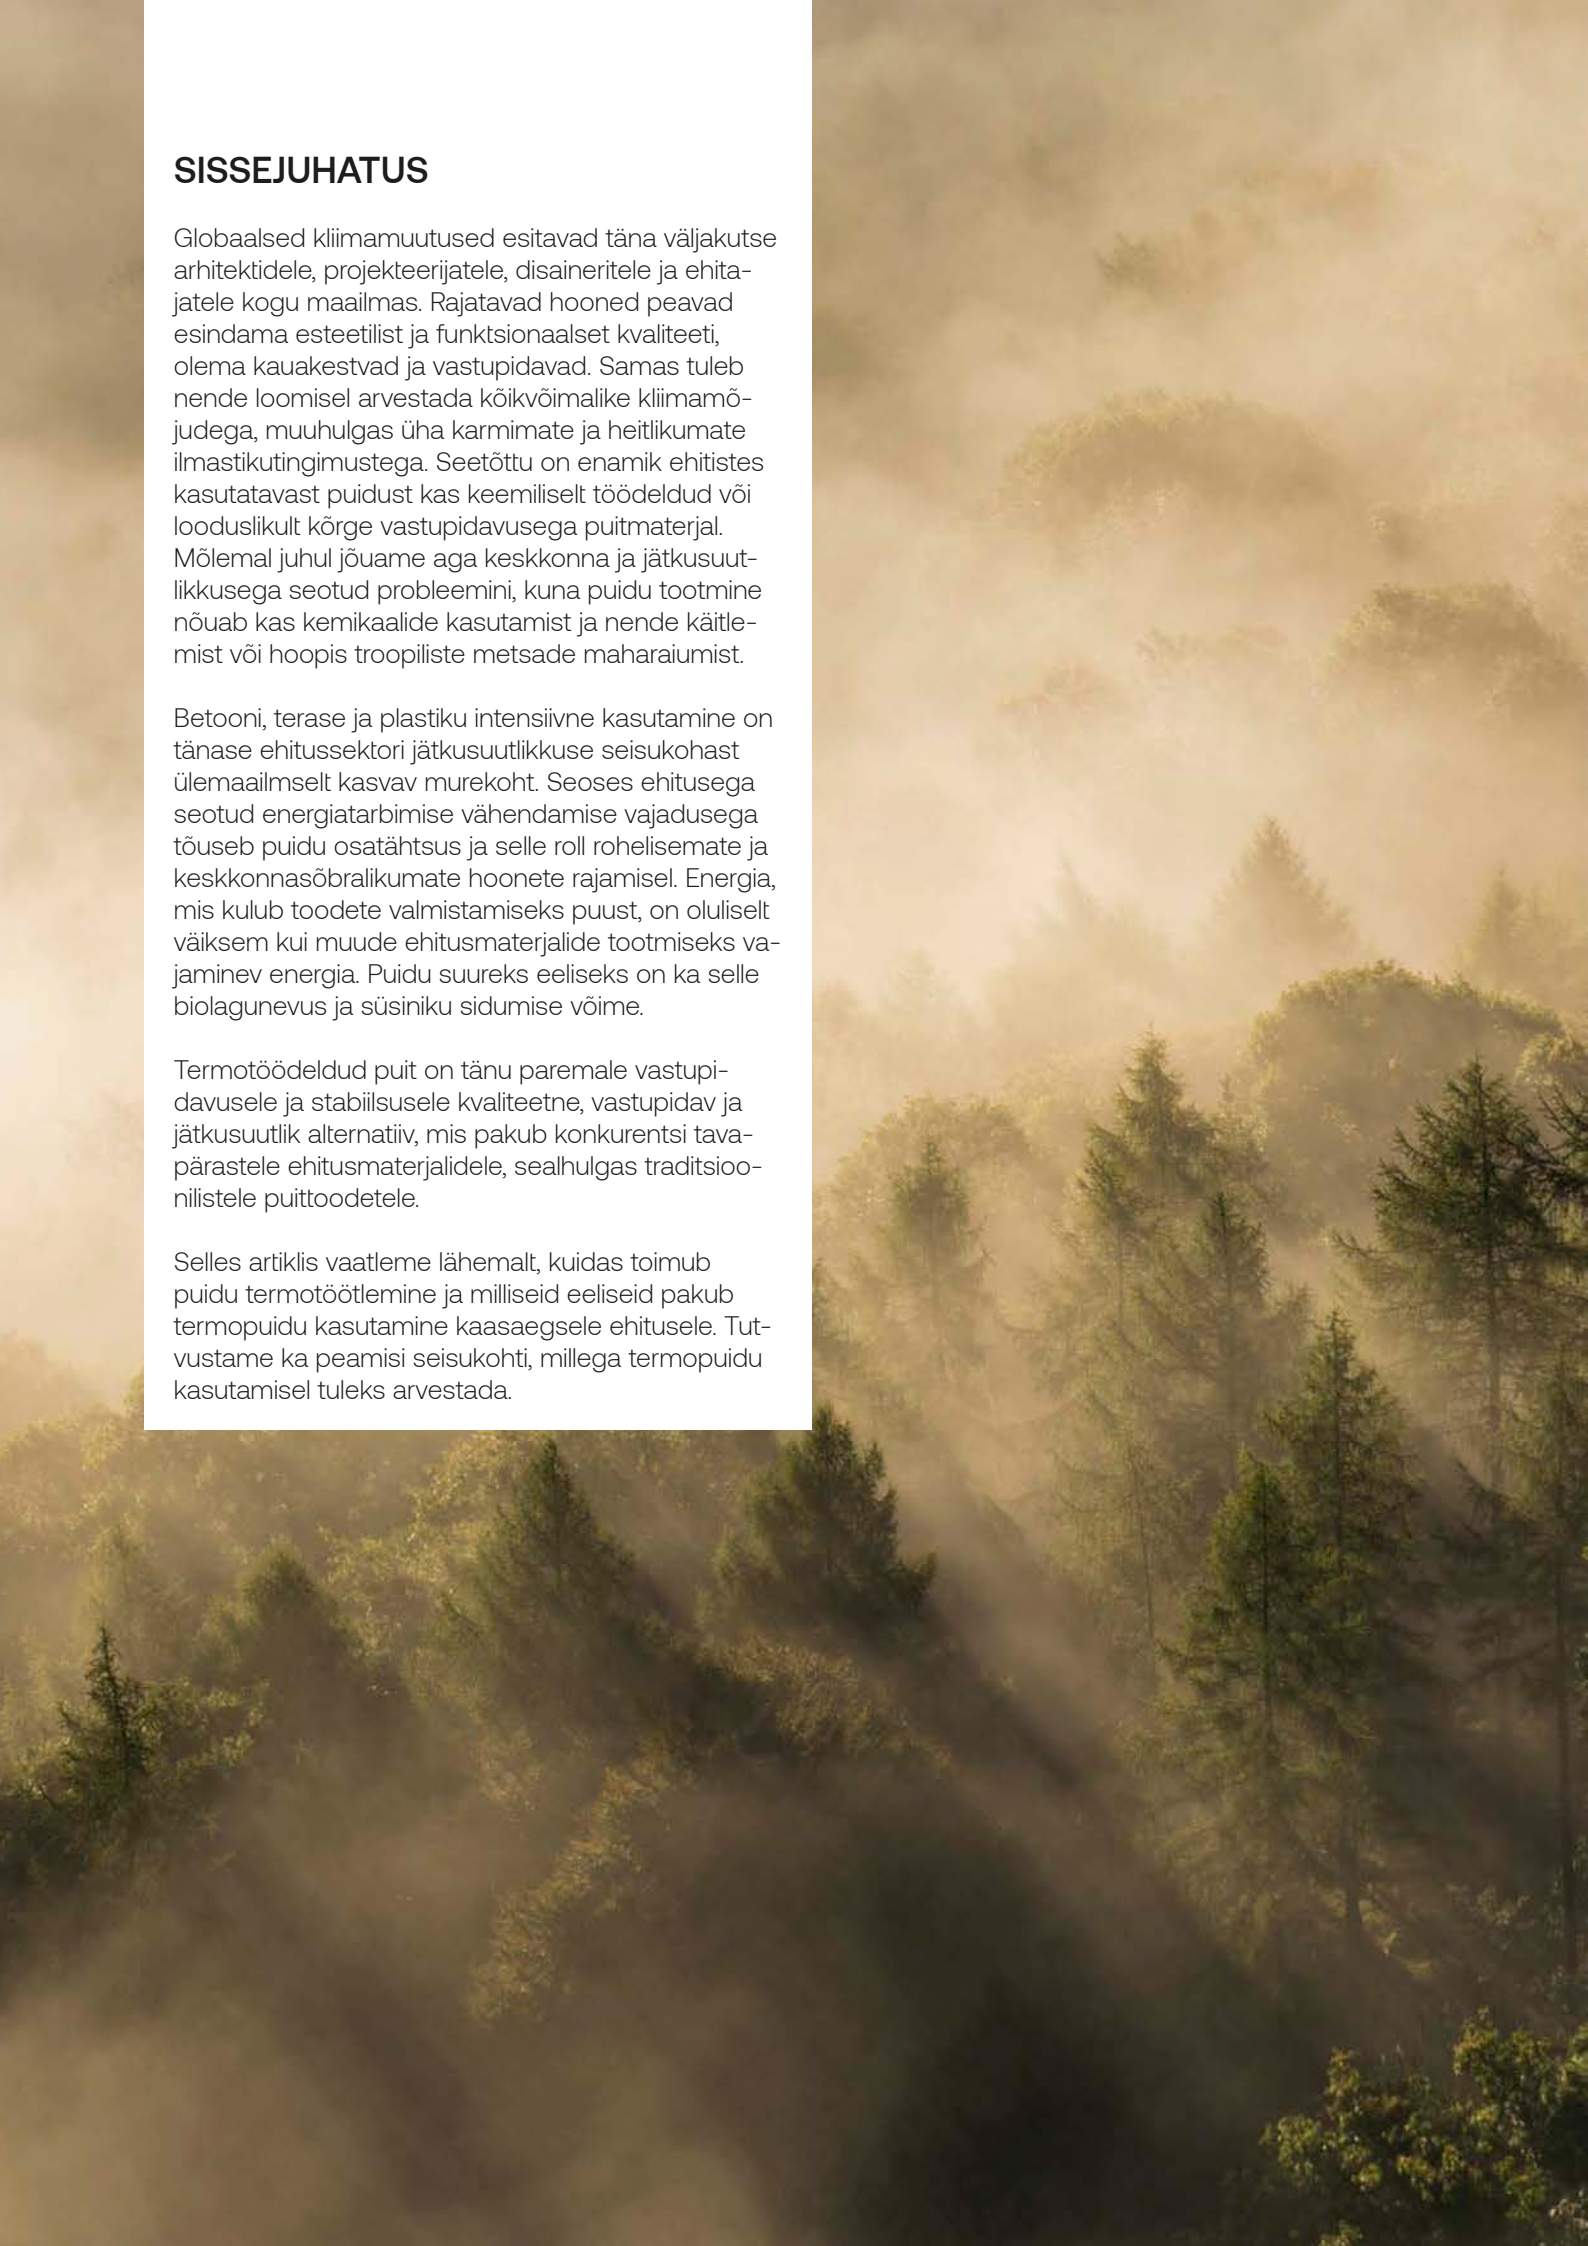 SISSEJUHATUS
Globaalsed kliimamuutused esitavad täna väljakutse
arhitektidele, projekteerijatele, disaineritele ja ehita-
jatele kogu maailmas. Rajatavad hooned peavad
esindama esteetilist ja funktsionaalset kvaliteeti,
olema kauakestvad ja vastupidavad. Samas tuleb
nende loomisel arvestada kõikvõimalike kliimamõ-
judega, muuhulgas üha karmimate ja heitlikumate
ilmastikutingimustega. Seetõttu on enamik ehitistes
kasutatavast puidust kas keemiliselt töödeldud või
looduslikult kõrge vastupidavusega puitmaterjal.
Mõlemal juhul jõuame aga keskkonna ja jätkusuut-
likkusega seotud probleemini, kuna puidu tootmine
nõuab kas kemikaalide kasutamist ja nende käitle-
mist või hoopis troopiliste metsade maharaiumist.
Betooni, terase ja plastiku intensiivne kasutamine on
tänase ehitussektori jätkusuutlikkuse seisukohast
ülemaailmselt kasvav murekoht. Seoses ehitusega
seotud energiatarbimise vähendamise vajadusega
tõuseb puidu osatähtsus ja selle roll rohelisemate ja
keskkonnasõbralikumate hoonete rajamisel. Energia,
mis kulub toodete valmistamiseks puust, on oluliselt
väiksem kui muude ehitusmaterjalide tootmiseks va-
jaminev energia. Puidu suureks eeliseks on ka selle
biolagunevus ja süsiniku sidumise võime.
Termotöödeldud puit on tänu paremale vastupi-
davusele ja stabiilsusele kvaliteetne, vastupidav ja
jätkusuutlik alternatiiv, mis pakub konkurentsi tava-
pärastele ehitusmaterjalidele, sealhulgas traditsioo-
nilistele puittoodetele.
Selles artiklis vaatleme lähemalt, kuidas toimub
puidu termotöötlemine ja milliseid eeliseid pakub
termopuidu kasutamine kaasaegsele ehitusele. Tut-
vustame ka peamisi seisukohti, millega termopuidu
kasutamisel tuleks arvestada.